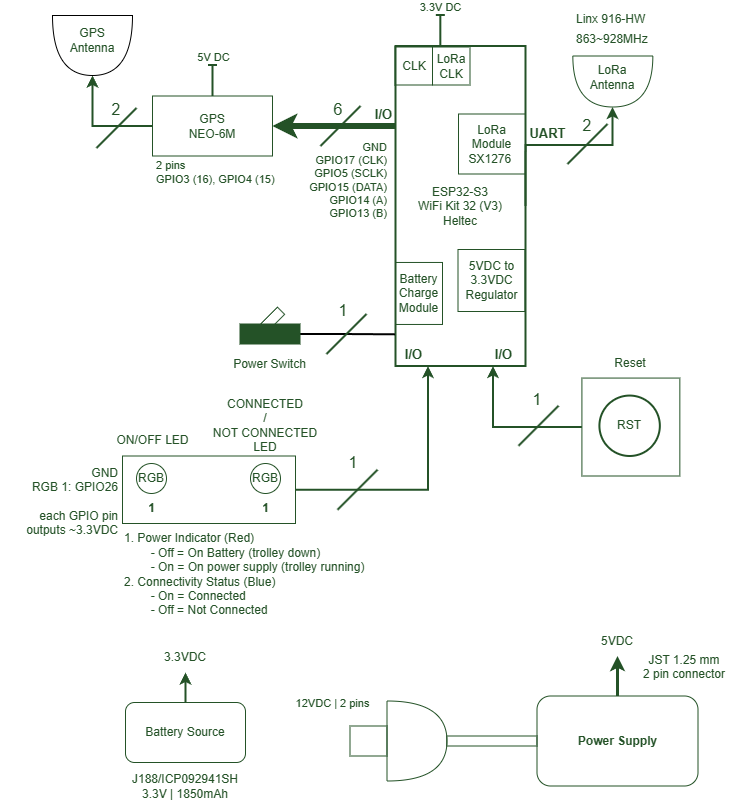 3.3V DC
Linx 916-HW
863~928MHz
GPS
Antenna
5V DC
CLK
LoRa
CLK
LoRa
Antenna
2
GPS
NEO-6M
6
I/O
LoRa
Module
SX1276
UART
2
2 pins
GPIO3 (16), GPIO4 (15)
GND
GPIO17 (CLK)
GPIO5 (SCLK)
GPIO15 (DATA)
GPIO14 (A)
GPIO13 (B)
ESP32-S3
WiFi Kit 32 (V3)
Heltec
Battery
Charge
Module
5VDC to
3.3VDC
Regulator
1
Power Switch
I/O
I/O
Reset
RST
1
CONNECTED
/
NOT CONNECTED
LED
ON/OFF LED
RGB
1
RGB
1
1
GND
RGB 1: GPIO26
each GPIO pin
outputs ~3.3VDC
1. Power Indicator (Red)
- Off = On Battery (trolley down)
- On = On power supply (trolley running)
2. Connectivity Status (Blue)
- On = Connected
- Off = Not Connected
3.3VDC
Battery Source
J188/ICP092941SH
3.3V | 1850mAh
12VDC | 2 pins
5VDC
JST 1.25 mm
2 pin connector
Power Supply